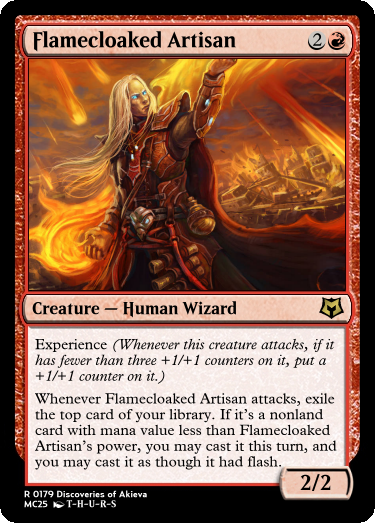 Flamecloaked Artisan 2
Creature — Human Wizard
Experience (Whenever this creature attacks, if it
has fewer than three +1/+1 counters on it, put a
+1/+1 counter on it.)
Whenever Flamecloaked Artisan attacks, exile
the top card of your library. If it's a nonland
card with mana value less than Flamecloaked
Artisan's power, you may cast it this turn, and
you may cast it as though it had flash.
2/2
R 0179 Discoveries of Akieva
MC25 T-H-U-R-S